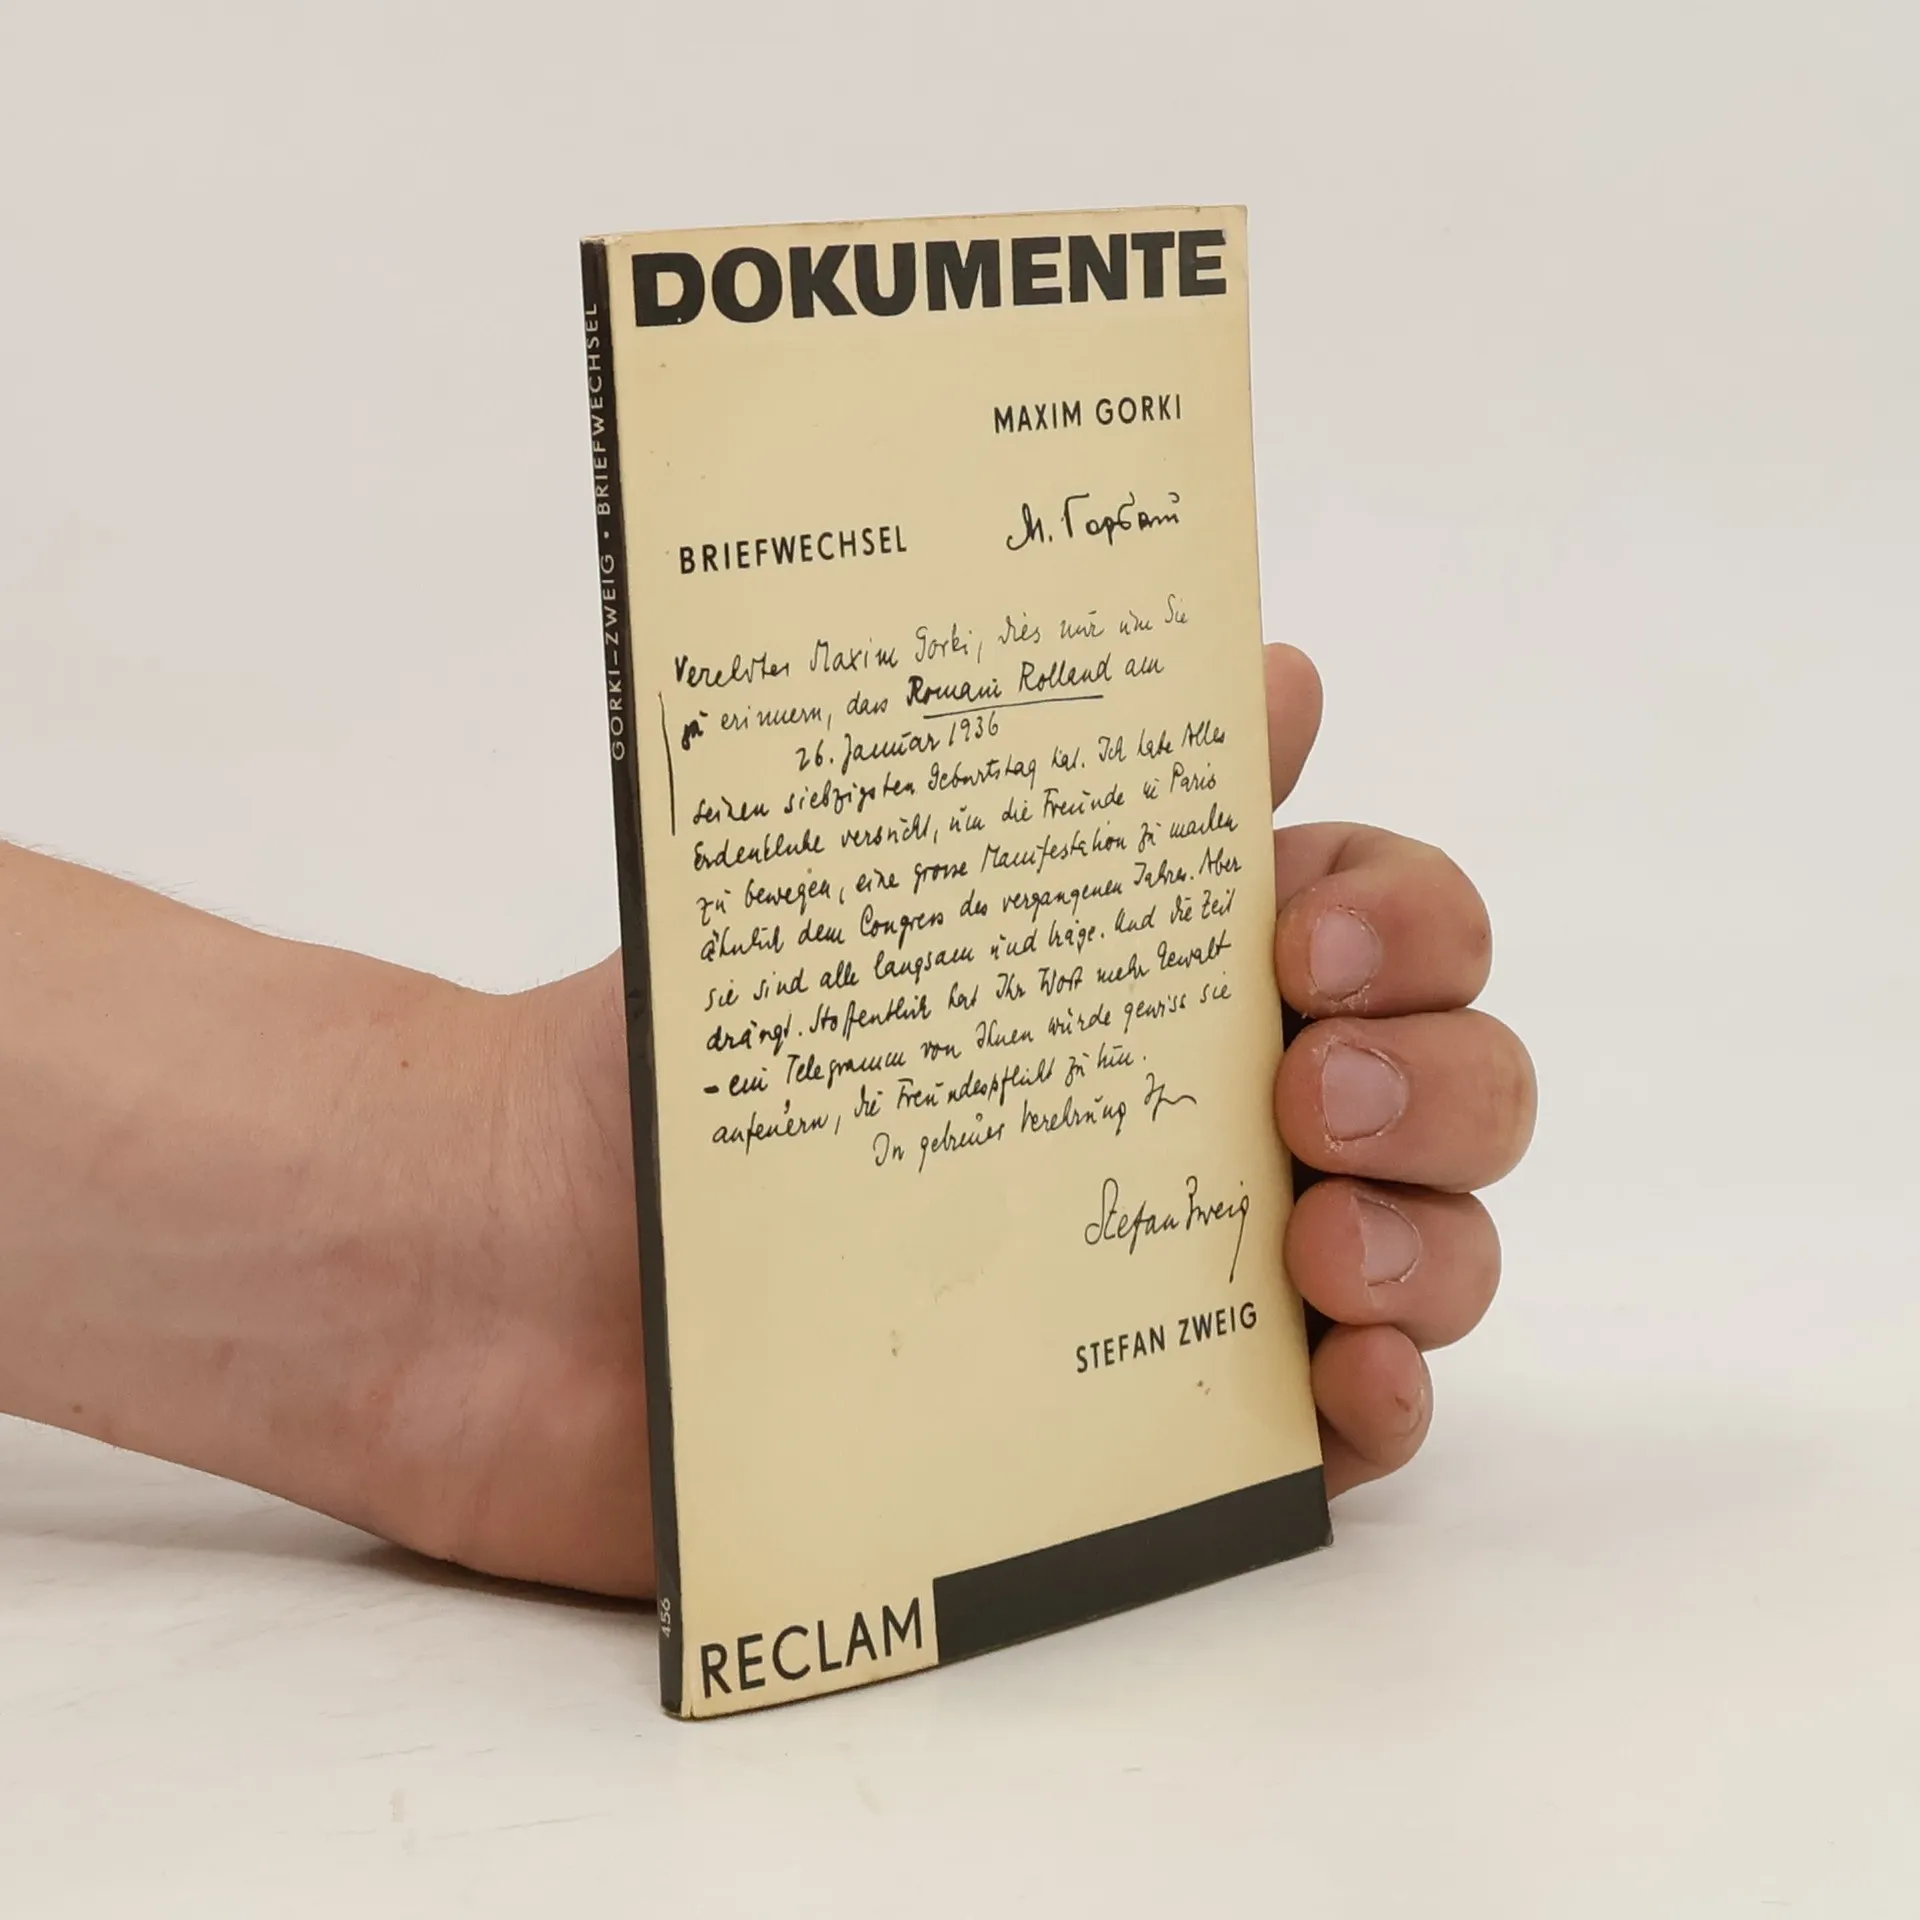 DOKUMENTE
MAXIM GORKI
М. Горький
BRIEFWECHSEL
Verehrter Maxim Gorki, dies nur um Sie
zu erinnern, dass Romain Rolland am
26. Januar 1936
seinen siebzigsten Geburtstag hat. Ich habe Alles
Erdenkliche versucht, um die Freunde in Paris
zu bewegen, eine grosse Manifestation zu machen
ähnlich dem Congress des vergangenen Jahres. Aber
sie sind alle langsam und träge. Und die Zeit
drängt. Hoffentlich hat Ihr Wort mehr Gewalt
– ein Telegramm von Ihnen würde gewiss sie
anfeuern, die Freundespflicht zu tun.
In getreuer Verehrung Ihr
Stefan Zweig
STEFAN ZWEIG
RECLAM
GORKI–ZWEIG · BRIEFWECHSEL
456